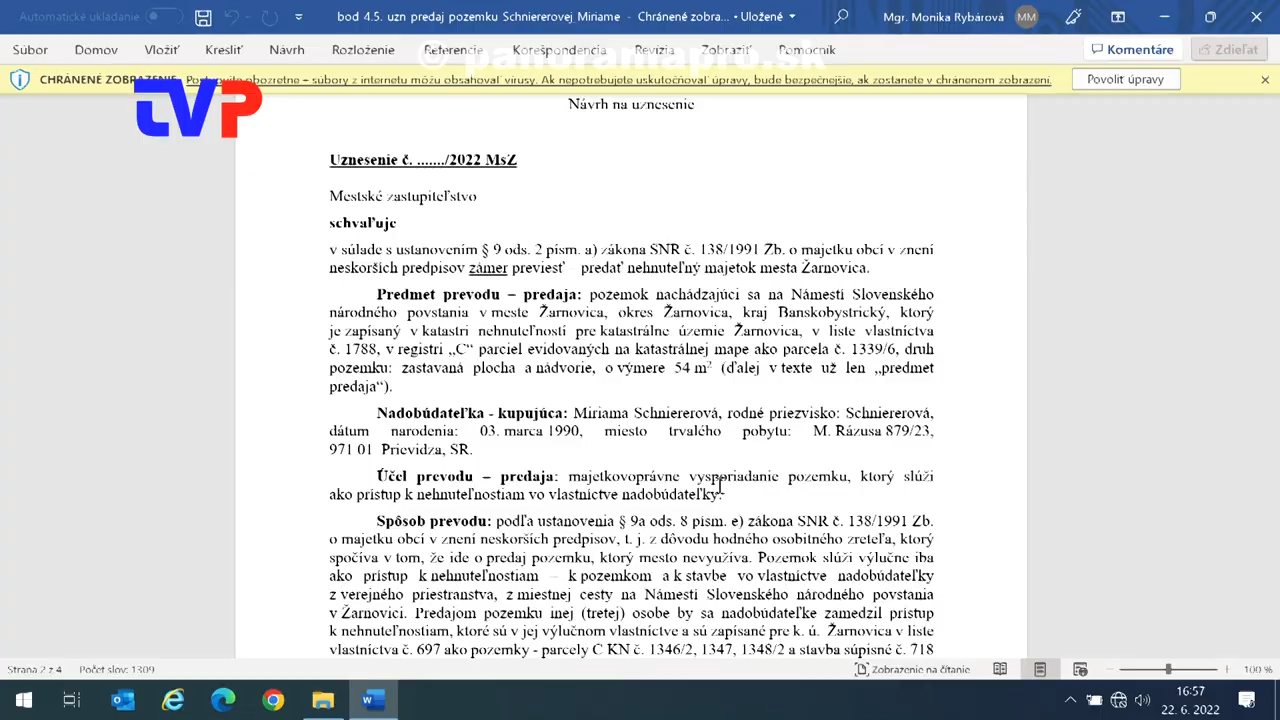 Automatické ukladanie
bod 4.5. uzn predaj pozemku Schniererovej Miriame - Chránené zobra... • Uložené
Mgr. Monika Rybárová
MM
Súbor Domov Vložiť Kresliť Návrh Rozloženie Referencie Korešpondencia Revízia Zobraziť Pomocník
Komentáre
Zdieľať
© panoramapro.sk
CHRÁNENÉ ZOBRAZENIE Postupujte obozretne – súbory z internetu môžu obsahovať vírusy. Ak nepotrebujete uskutočňovať úpravy, bude bezpečnejšie, ak zostanete v chránenom zobrazení.
Povoliť úpravy
TVP
Návrh na uznesenie
Uznesenie č. ......./2022 MsZ
Mestské zastupiteľstvo
schvaľuje
v súlade s ustanovením § 9 ods. 2 písm. a) zákona SNR č. 138/1991 Zb. o majetku obcí v znení
neskorších predpisov zámer previesť – predať nehnuteľný majetok mesta Žarnovica.
Predmet prevodu – predaja: pozemok nachádzajúci sa na Námestí Slovenského
národného povstania v meste Žarnovica, okres Žarnovica, kraj Banskobystrický, ktorý
je zapísaný v katastri nehnuteľností pre katastrálne územie Žarnovica, v liste vlastníctva
č. 1788, v registri „C“ parciel evidovaných na katastrálnej mape ako parcela č. 1339/6, druh
pozemku: zastavaná plocha a nádvorie, o výmere 54 m² (ďalej v texte už len „predmet
predaja“).
Nadobúdateľka - kupujúca: Miriama Schniererová, rodné priezvisko: Schniererová,
dátum narodenia: 03. marca 1990, miesto trvalého pobytu: M. Rázusa 879/23,
971 01 Prievidza, SR.
Účel prevodu – predaja: majetkovoprávne vysporiadanie pozemku, ktorý slúži
ako prístup k nehnuteľnostiam vo vlastníctve nadobúdateľky.
Spôsob prevodu: podľa ustanovenia § 9a ods. 8 písm. e) zákona SNR č. 138/1991 Zb.
o majetku obcí v znení neskorších predpisov, t. j. z dôvodu hodného osobitného zreteľa, ktorý
spočíva v tom, že ide o predaj pozemku, ktorý mesto nevyužíva. Pozemok slúži výlučne iba
ako prístup k nehnuteľnostiam – k pozemkom a k stavbe vo vlastníctve nadobúdateľky
z verejného priestranstva, z miestnej cesty na Námestí Slovenského národného povstania
v Žarnovici. Predajom pozemku inej (tretej) osobe by sa nadobúdateľke zamedzil prístup
k nehnuteľnostiam, ktoré sú v jej výlučnom vlastníctve a sú zapísané pre k. ú. Žarnovica v liste
vlastníctva č. 697 ako pozemky - parcely C KN č. 1346/2, 1347, 1348/2 a stavba súpisné č. 718
Strana 2 z 4 Počet slov: 1309
Zobrazenie na čítanie
100 %
16:57
22. 6. 2022